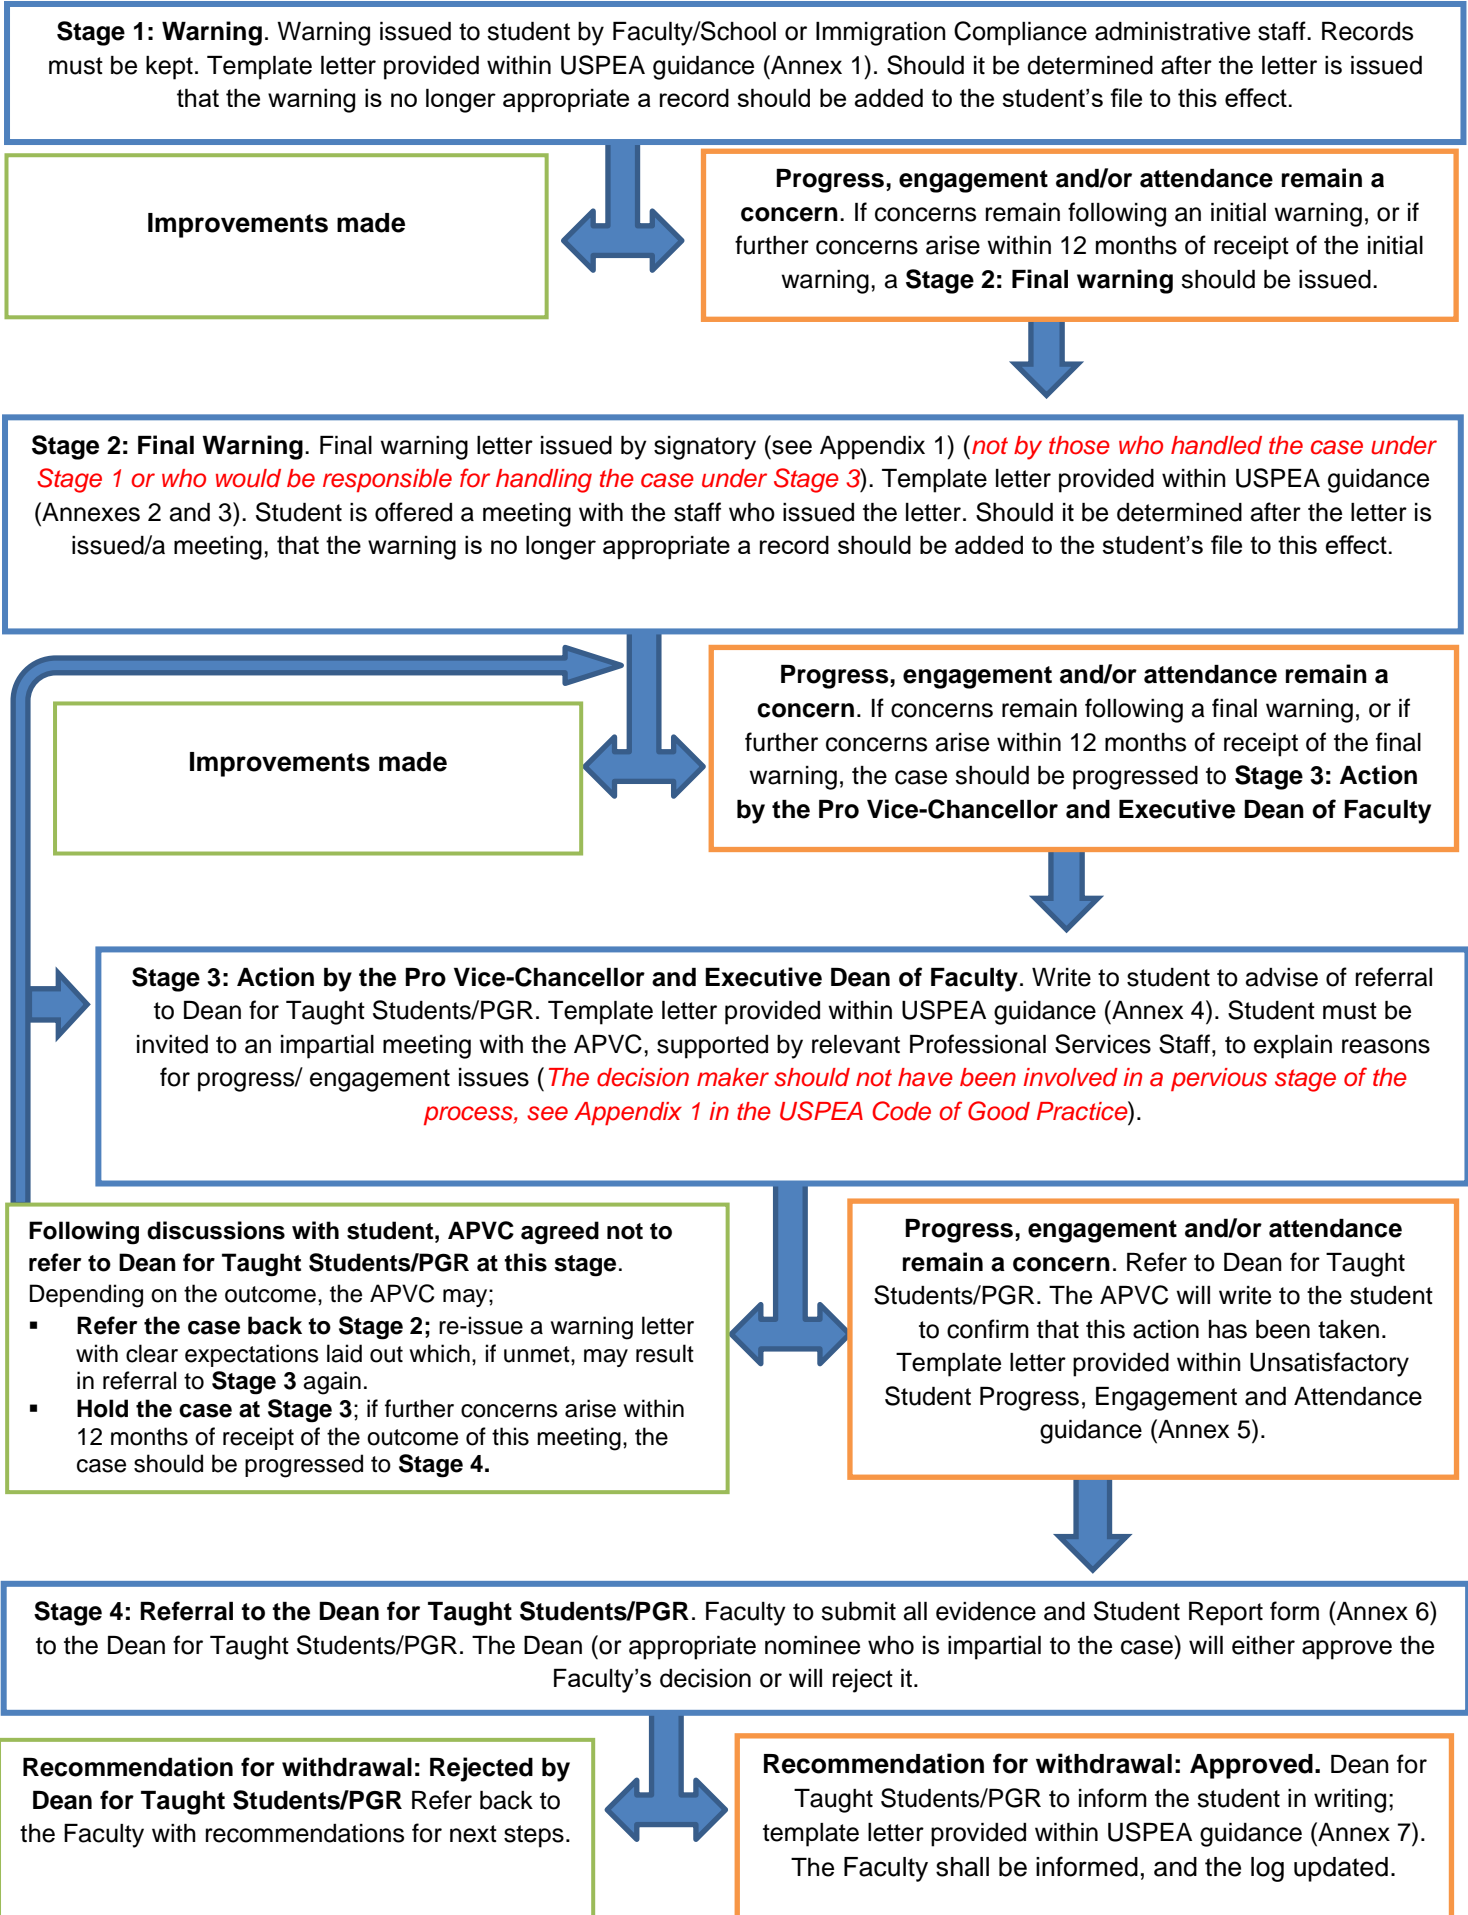 Stage 1: Warning. Warning issued to student by Faculty/School or Immigration Compliance administrative staff. Records
must be kept. Template letter provided within USPEA guidance (Annex 1). Should it be determined after the letter is issued
that the warning is no longer appropriate a record should be added to the student's file to this effect.
Improvements made
Progress, engagement and/or attendance remain a
concern. If concerns remain following an initial warning, or if
further concerns arise within 12 months of receipt of the initial
warning, a Stage 2: Final warning should be issued.
Stage 2: Final Warning. Final warning letter issued by signatory (see Appendix 1) (not by those who handled the case under
Stage 1 or who would be responsible for handling the case under Stage 3). Template letter provided within USPEA guidance
(Annexes 2 and 3). Student is offered a meeting with the staff who issued the letter. Should it be determined after the letter is
issued/a meeting, that the warning is no longer appropriate a record should be added to the student's file to this effect.
Improvements made
Progress, engagement and/or attendance remain a
concern. If concerns remain following a final warning, or if
further concerns arise within 12 months of receipt of the final
warning, the case should be progressed to Stage 3: Action
by the Pro Vice-Chancellor and Executive Dean of Faculty
Stage 3: Action by the Pro Vice-Chancellor and Executive Dean of Faculty. Write to student to advise of referral
to Dean for Taught Students/PGR. Template letter provided within USPEA guidance (Annex 4). Student must be
invited to an impartial meeting with the APVC, supported by relevant Professional Services Staff, to explain reasons
for progress/ engagement issues (The decision maker should not have been involved in a pervious stage of the
process, see Appendix 1 in the USPEA Code of Good Practice).
Following discussions with student, APVC agreed not to
refer to Dean for Taught Students/PGR at this stage.
Depending on the outcome, the APVC may;
▪ Refer the case back to Stage 2; re-issue a warning letter
with clear expectations laid out which, if unmet, may result
in referral to Stage 3 again.
▪ Hold the case at Stage 3; if further concerns arise within
12 months of receipt of the outcome of this meeting, the
case should be progressed to Stage 4.
Progress, engagement and/or attendance
remain a concern. Refer to Dean for Taught
Students/PGR. The APVC will write to the student
to confirm that this action has been taken.
Template letter provided within Unsatisfactory
Student Progress, Engagement and Attendance
guidance (Annex 5).
Stage 4: Referral to the Dean for Taught Students/PGR. Faculty to submit all evidence and Student Report form (Annex 6)
to the Dean for Taught Students/PGR. The Dean (or appropriate nominee who is impartial to the case) will either approve the
Faculty's decision or will reject it.
Recommendation for withdrawal: Rejected by
Dean for Taught Students/PGR Refer back to
the Faculty with recommendations for next steps.
Recommendation for withdrawal: Approved. Dean for
Taught Students/PGR to inform the student in writing;
template letter provided within USPEA guidance (Annex 7).
The Faculty shall be informed, and the log updated.